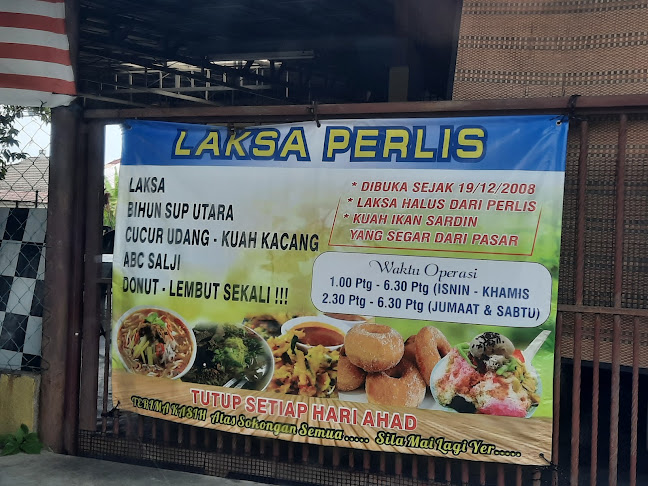 LAKSA PERLIS
LAKSA
BIHUN SUP UTARA
CUCUR UDANG - KUAH KACANG
ABC SALJI
DONUT - LEMBUT SEKALI !!!
* DIBUKA SEJAK 19/12/2008
* LAKSA HALUS DARI PERLIS
* KUAH IKAN SARDIN
YANG SEGAR DARI PASAR
Waktu Operasi
1.00 Ptg - 6.30 Ptg (ISNIN - KHAMIS
2.30 Ptg - 6.30 Ptg (JUMAAT & SABTU)
TUTUP SETIAP HARI AHAD
TERIMA KASIH Atas Sokongan Semua..... Sila Mai Lagi Yer.....